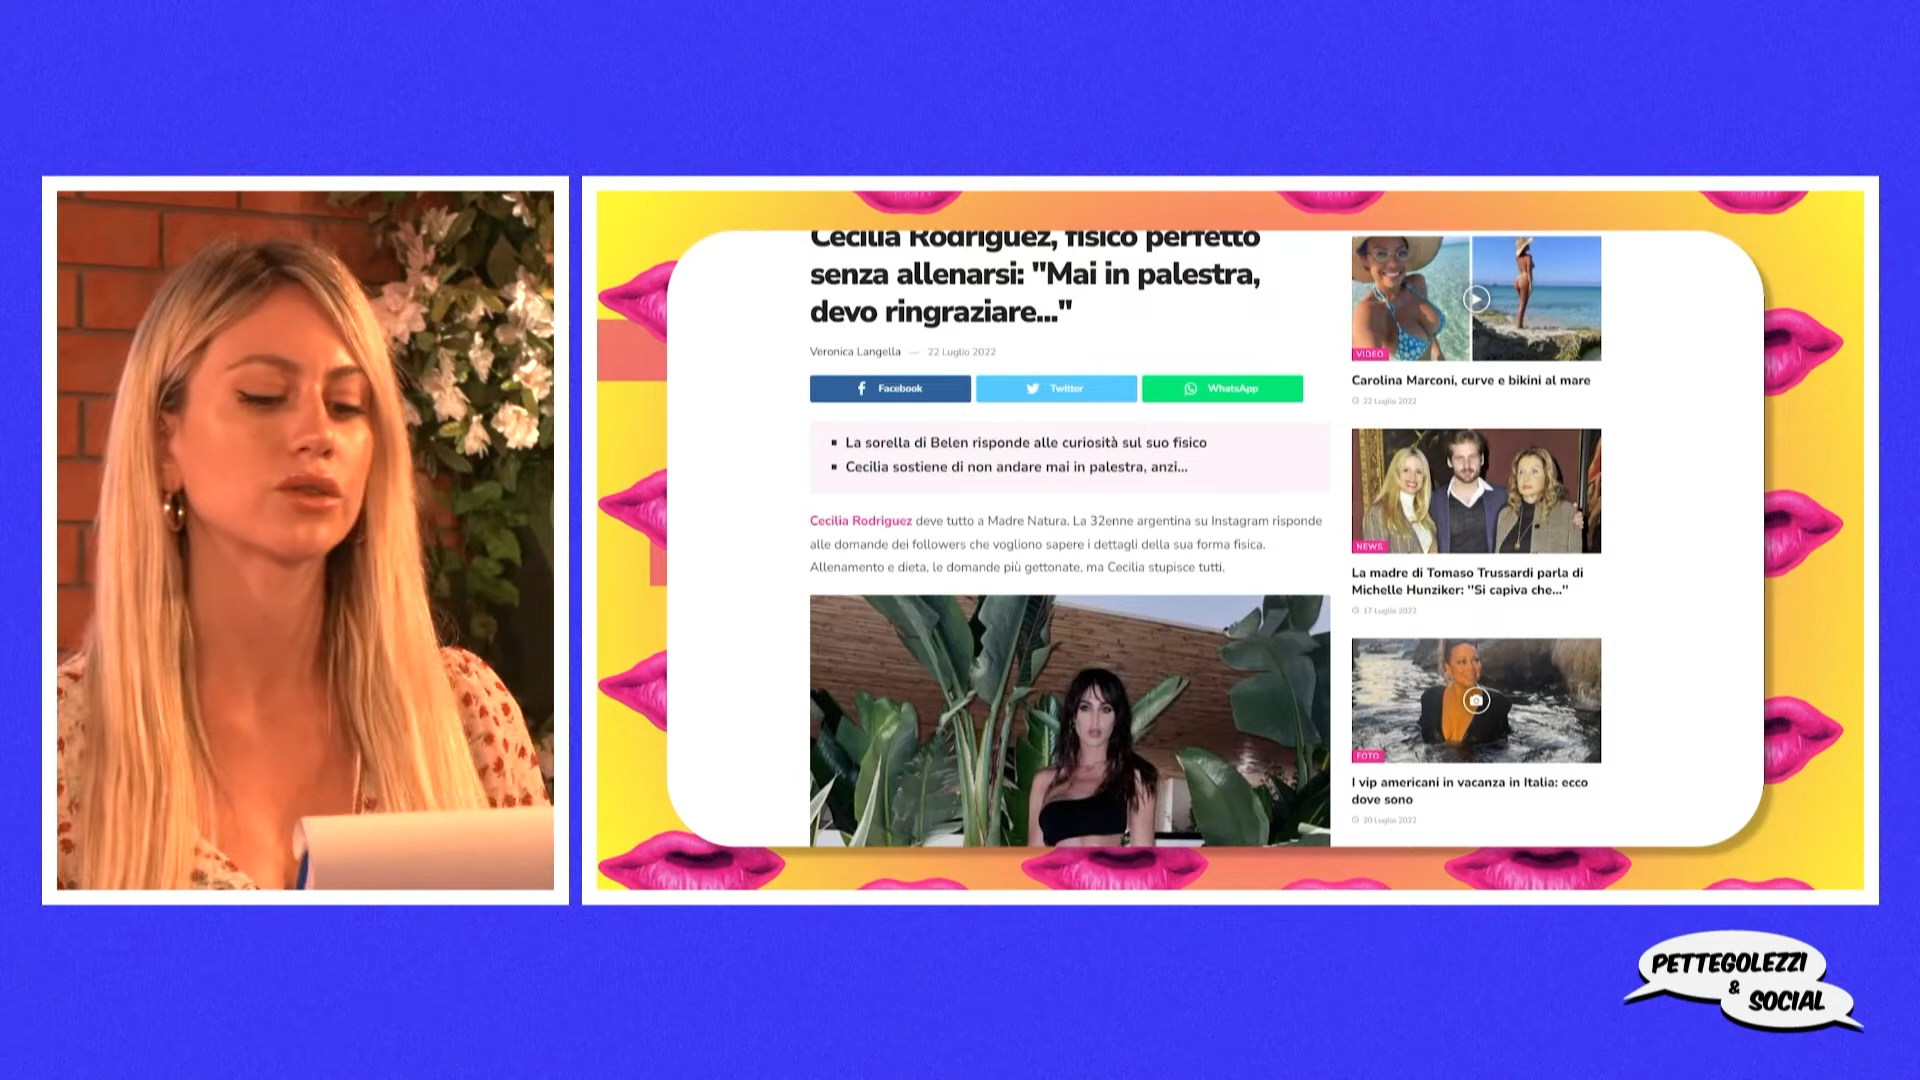 Cecilia Rodriguez, fisico perfetto
senza allenarsi: "Mai in palestra,
devo ringraziare..."
Veronica Langella — 22 Luglio 2022
Facebook
Twitter
WhatsApp
La sorella di Belen risponde alle curiosità sul suo fisico
Cecilia sostiene di non andare mai in palestra, anzi...
Cecilia Rodriguez deve tutto a Madre Natura. La 32enne argentina su Instagram risponde
alle domande dei followers che vogliono sapere i dettagli della sua forma fisica.
Allenamento e dieta, le domande più gettonate, ma Cecilia stupisce tutti.
VIDEO
Carolina Marconi, curve e bikini al mare
22 Luglio 2022
NEWS
La madre di Tomaso Trussardi parla di
Michelle Hunziker: "Si capiva che..."
17 Luglio 2022
FOTO
I vip americani in vacanza in Italia: ecco
dove sono
20 Luglio 2022
PETTEGOLEZZI
&
SOCIAL